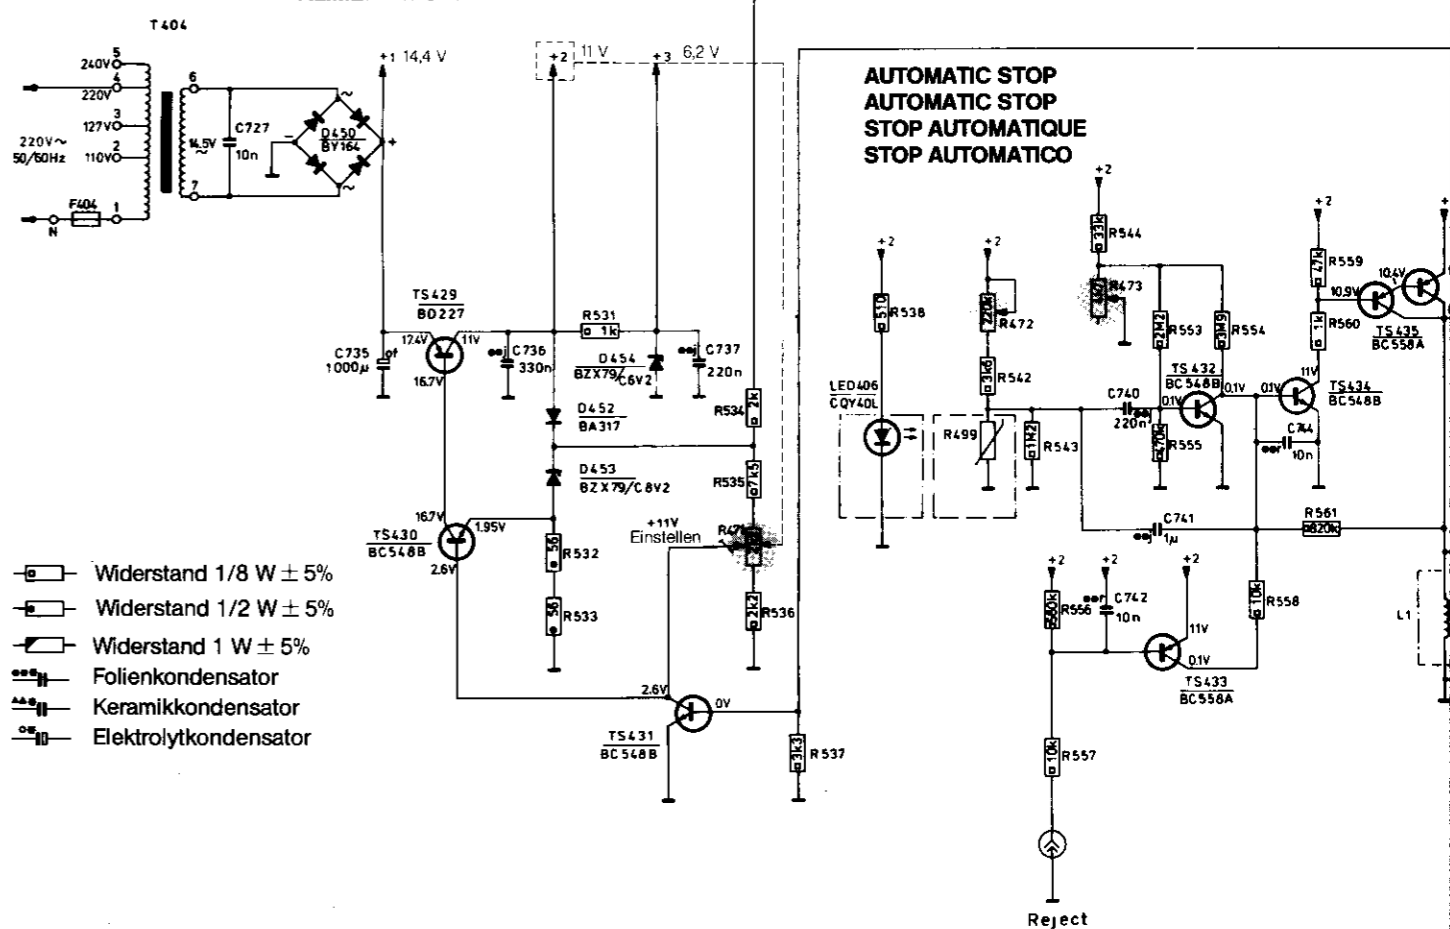 T404
5
240V
4
220V
3
127V
2
110V
1
220V~
50/60Hz
F404
N
6
14.5V
~
7
C727
10n
~
D450
BY164
-
+
~
+1 14,4 V
+2
11 V
+3
6,2 V
AUTOMATIC STOP
AUTOMATIC STOP
STOP AUTOMATIQUE
STOP AUTOMATICO
TS429
BD227
17.4V
11V
16.7V
C735
1000µ
C736
330n
R531
1k
D454
BZX79/C6V2
C737
220n
D452
BA317
D453
BZX79/C8V2
R534
2k
R535
7k5
+11V
Einstellen
R536
2k2
16.7V
1.95V
TS430
BC548B
2.6V
56
R532
56
R533
2.6V
0V
TS431
BC548B
3k3
R537
Widerstand 1/8 W ± 5%
Widerstand 1/2 W ± 5%
Widerstand 1 W ± 5%
Folienkondensator
Keramikkondensator
Elektrolytkondensator
+2
510
R538
LED406
CQY40L
+2
220k
R472
3k6
R542
R499
1M2
R543
+2
33k
R544
R473
1M2
R553
3M9
R554
C740
220n
0.1V
TS432
BC548B
0.1V
470k
R555
0.1V
TS434
BC548B
11V
C744
10n
+2
47k
R559
1k
R560
10.9V
10.4V
TS435
BC558A
C741
1µ
R561
820k
+2
560k
R556
+2
C742
10n
+2
11V
0.1V
TS433
BC558A
10k
R558
10k
R557
L1
Reject